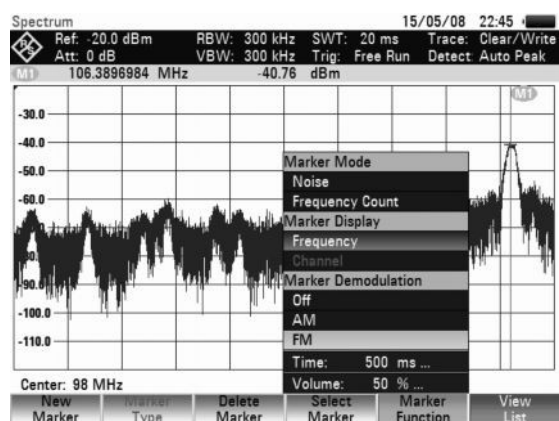 Spectrum 15/05/08 22:45
Ref: -20.0 dBm RBW: 300 kHz SWT: 20 ms Trace: Clear/Write
Att: 0 dB VBW: 300 kHz Trig: Free Run Detect: Auto Peak
M1 106.3896984 MHz -40.76 dBm
M1
-30.0
-40.0
-50.0
-60.0
-90.0
-100.0
-110.0
Marker Mode
Noise
Frequency Count
Marker Display
Frequency
Channel
Marker Demodulation
Off
AM
FM
Time: 500 ms ...
Volume: 50 % ...
Center: 98 MHz
New Marker Delete Select Marker View
Marker Type Marker Marker Function List